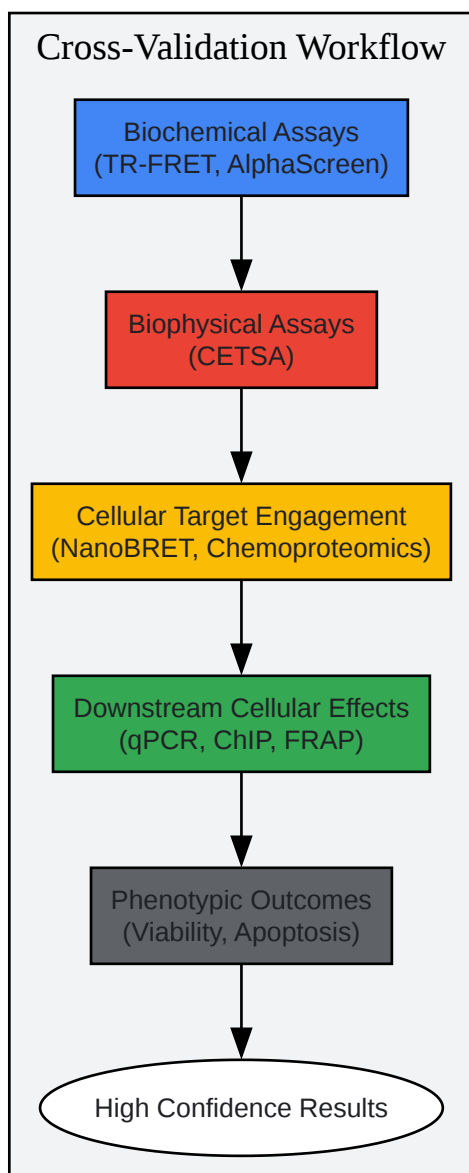 Cross-Validation Workflow
Biochemical Assays
(TR-FRET, AlphaScreen)
Biophysical Assays
(CETSA)
Cellular Target Engagement
(NanoBRET, Chemoproteomics)
Downstream Cellular Effects
(qPCR, ChIP, FRAP)
Phenotypic Outcomes
(Viability, Apoptosis)
High Confidence Results